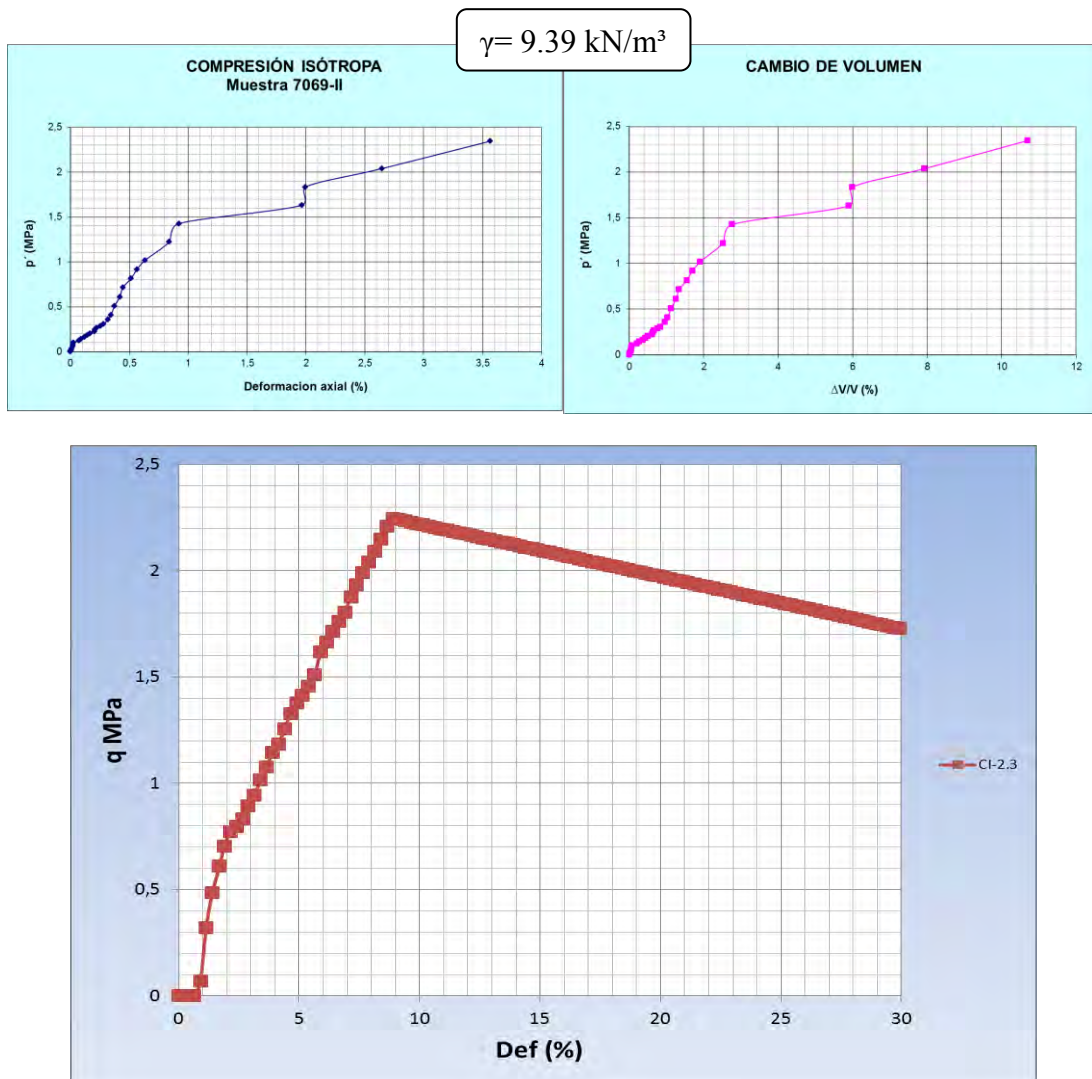 γ= 9.39 kN/m³
COMPRESIÓN ISÓTROPA
Muestra 7069-II
2,5
2
1,5
1
0,5
0
p´ (MPa)
0 0,5 1 1,5 2 2,5 3 3,5 4
Deformacion axial (%)
CAMBIO DE VOLUMEN
2,5
2
1,5
1
0,5
0
p´ (MPa)
0 2 4 6 8 10 12
ΔV/V (%)
2,5
2
1,5
1
0,5
0
q MPa
0 5 10 15 20 25 30
Def (%)
CI-2.3